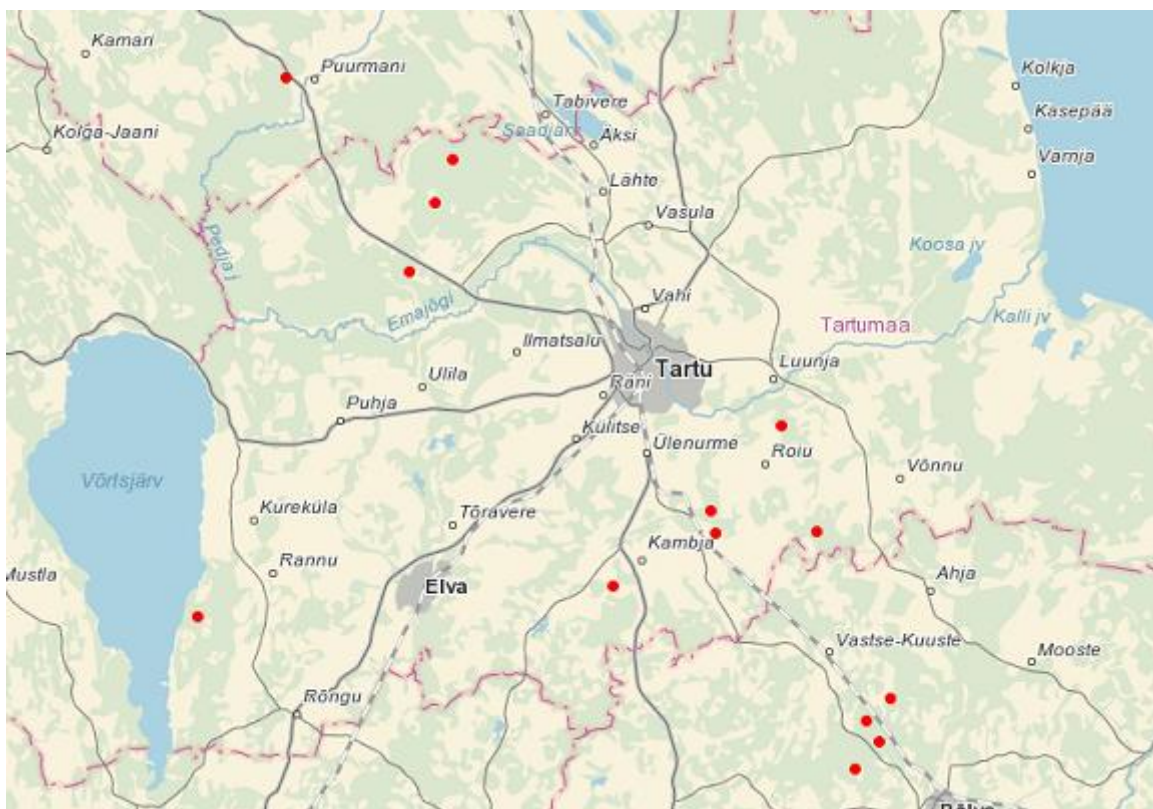 Kamari
Puurmani
Kolkja
Tabivere
Kasepää
Kolga-Jaani
Saadjärv
Äksi
Varnja
Lähte
Vasula
Pedja j
Koosa jv
Emajõgi
Vahi
Kalli jv
Tartumaa
Ilmatsalu
Luunja
Tartu
Ulila
Räni
Puhja
Külitse
Ülenurme
Roiu
Võnnu
Võrtsjärv
Kureküla
Tõravere
Kambja
Rannu
Mustla
Elva
Ahja
Vastse-Kuuste
Mooste
Rõngu